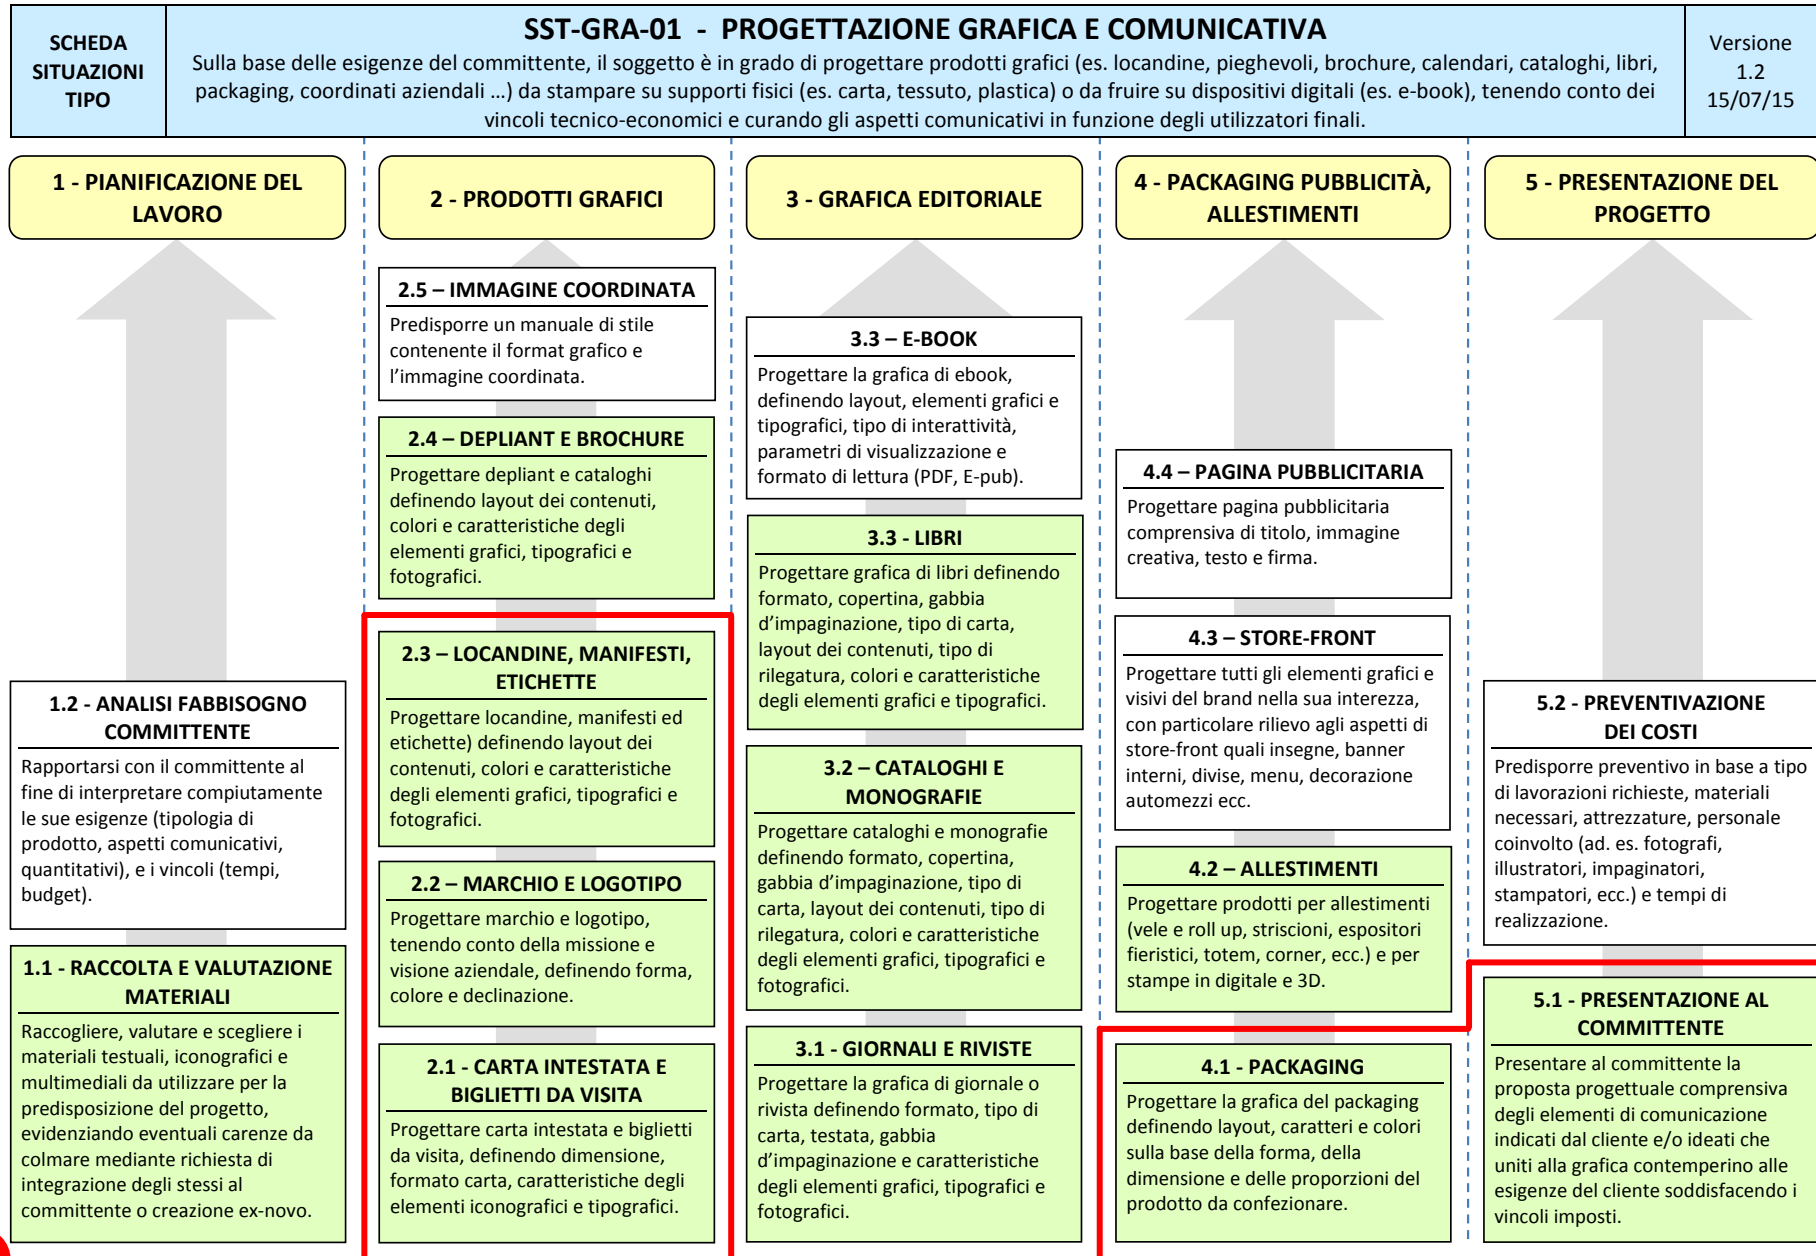 SCHEDA
SITUAZIONI
TIPO
SST-GRA-01 - PROGETTAZIONE GRAFICA E COMUNICATIVA
Sulla base delle esigenze del committente, il soggetto è in grado di progettare prodotti grafici (es. locandine, pieghevoli, brochure, calendari, cataloghi, libri,
packaging, coordinati aziendali ...) da stampare su supporti fisici (es. carta, tessuto, plastica) o da fruire su dispositivi digitali (es. e-book), tenendo conto dei
vincoli tecnico-economici e curando gli aspetti comunicativi in funzione degli utilizzatori finali.
Versione
1.2
15/07/15
1 - PIANIFICAZIONE DEL
LAVORO
1.2 - ANALISI FABBISOGNO
COMMITTENTE
Rapportarsi con il committente al
fine di interpretare compiutamente
le sue esigenze (tipologia di
prodotto, aspetti comunicativi,
quantitativi), e i vincoli (tempi,
budget).
1.1 - RACCOLTA E VALUTAZIONE
MATERIALI
Raccogliere, valutare e scegliere i
materiali testuali, iconografici e
multimediali da utilizzare per la
predisposizione del progetto,
evidenziando eventuali carenze da
colmare mediante richiesta di
integrazione degli stessi al
committente o creazione ex-novo.
2 - PRODOTTI GRAFICI
2.5 – IMMAGINE COORDINATA
Predisporre un manuale di stile
contenente il format grafico e
l'immagine coordinata.
2.4 – DEPLIANT E BROCHURE
Progettare depliant e cataloghi
definendo layout dei contenuti,
colori e caratteristiche degli
elementi grafici, tipografici e
fotografici.
2.3 – LOCANDINE, MANIFESTI,
ETICHETTE
Progettare locandine, manifesti ed
etichette) definendo layout dei
contenuti, colori e caratteristiche
degli elementi grafici, tipografici e
fotografici.
2.2 – MARCHIO E LOGOTIPO
Progettare marchio e logotipo,
tenendo conto della missione e
visione aziendale, definendo forma,
colore e declinazione.
2.1 - CARTA INTESTATA E
BIGLIETTI DA VISITA
Progettare carta intestata e biglietti
da visita, definendo dimensione,
formato carta, caratteristiche degli
elementi iconografici e tipografici.
3 - GRAFICA EDITORIALE
3.3 – E-BOOK
Progettare la grafica di ebook,
definendo layout, elementi grafici e
tipografici, tipo di interattività,
parametri di visualizzazione e
formato di lettura (PDF, E-pub).
3.3 - LIBRI
Progettare grafica di libri definendo
formato, copertina, gabbia
d'impaginazione, tipo di carta,
layout dei contenuti, tipo di
rilegatura, colori e caratteristiche
degli elementi grafici e tipografici.
3.2 – CATALOGHI E
MONOGRAFIE
Progettare cataloghi e monografie
definendo formato, copertina,
gabbia d'impaginazione, tipo di
carta, layout dei contenuti, tipo di
rilegatura, colori e caratteristiche
degli elementi grafici, tipografici e
fotografici.
3.1 - GIORNALI E RIVISTE
Progettare la grafica di giornale o
rivista definendo formato, tipo di
carta, testata, gabbia
d'impaginazione e caratteristiche
degli elementi grafici, tipografici e
fotografici.
4 - PACKAGING PUBBLICITÀ,
ALLESTIMENTI
4.4 – PAGINA PUBBLICITARIA
Progettare pagina pubblicitaria
comprensiva di titolo, immagine
creativa, testo e firma.
4.3 – STORE-FRONT
Progettare tutti gli elementi grafici e
visivi del brand nella sua interezza,
con particolare rilievo agli aspetti di
store-front quali insegne, banner
interni, divise, menu, decorazione
automezzi ecc.
4.2 – ALLESTIMENTI
Progettare prodotti per allestimenti
(vele e roll up, striscioni, espositori
fieristici, totem, corner, ecc.) e per
stampe in digitale e 3D.
4.1 - PACKAGING
Progettare la grafica del packaging
definendo layout, caratteri e colori
sulla base della forma, della
dimensione e delle proporzioni del
prodotto da confezionare.
5 - PRESENTAZIONE DEL
PROGETTO
5.2 - PREVENTIVAZIONE
DEI COSTI
Predisporre preventivo in base a tipo
di lavorazioni richieste, materiali
necessari, attrezzature, personale
coinvolto (ad. es. fotografi,
illustratori, impaginatori,
stampatori, ecc.) e tempi di
realizzazione.
5.1 - PRESENTAZIONE AL
COMMITTENTE
Presentare al committente la
proposta progettuale comprensiva
degli elementi di comunicazione
indicati dal cliente e/o ideati che
uniti alla grafica contemperino alle
esigenze del cliente soddisfacendo i
vincoli imposti.